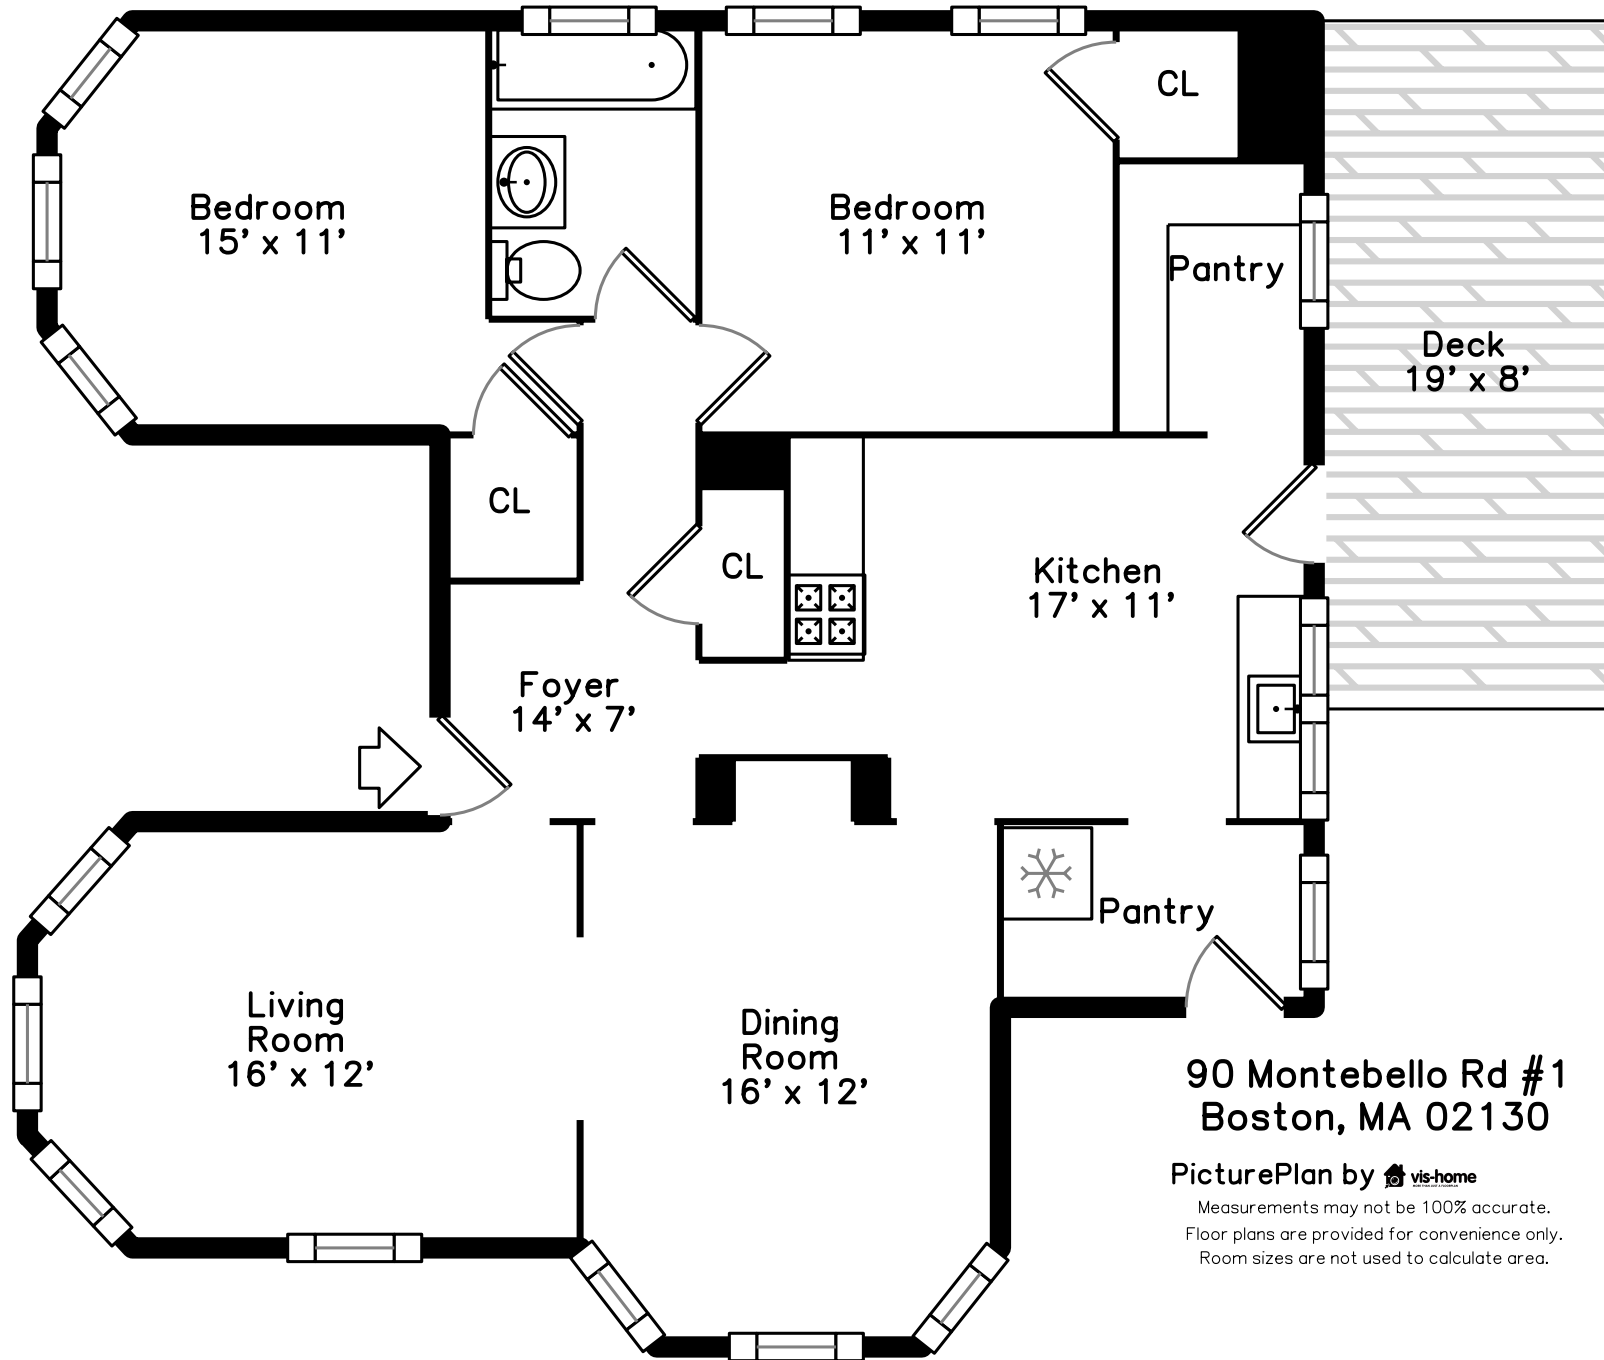 CL
Bedroom
15' x 11'
Bedroom
11' x 11'
Pantry
Deck
19' x 8'
CL
CL
Kitchen
17' x 11'
Foyer
14' x 7'
Pantry
Living
Room
16' x 12'
Dining
Room
16' x 12'
90 Montebello Rd #1
Boston, MA 02130
PicturePlan by vis-home
Measurements may not be 100% accurate.
Floor plans are provided for convenience only.
Room sizes are not used to calculate area.